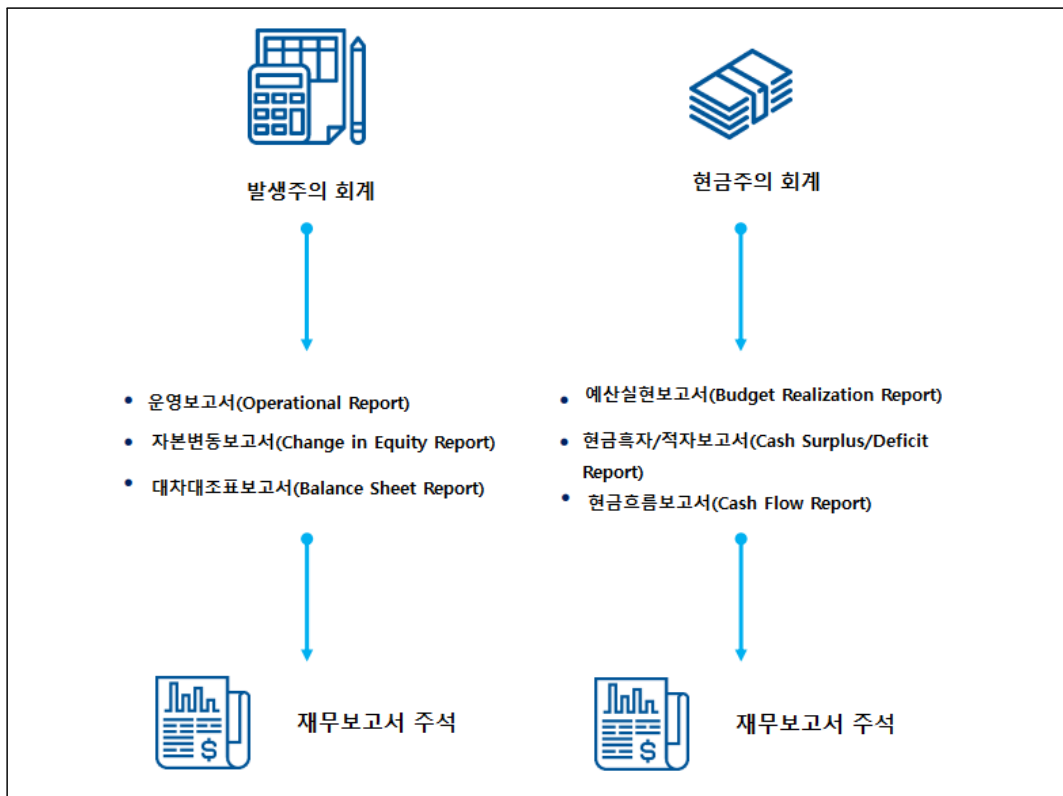 발생주의 회계
현금주의 회계
• 운영보고서(Operational Report)
• 자본변동보고서(Change in Equity Report)
• 대차대조표보고서(Balance Sheet Report)
• 예산실현보고서(Budget Realization Report)
• 현금흑자/적자보고서(Cash Surplus/Deficit
Report)
• 현금흐름보고서(Cash Flow Report)
$ 재무보고서 주석
$ 재무보고서 주석